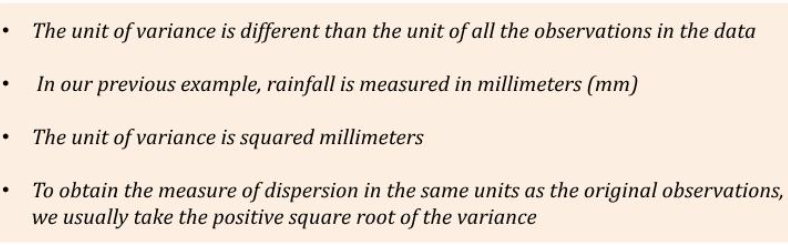 • The unit of variance is different than the unit of all the observations in the data
• In our previous example, rainfall is measured in millimeters (mm)
• The unit of variance is squared millimeters
• To obtain the measure of dispersion in the same units as the original observations,
we usually take the positive square root of the variance